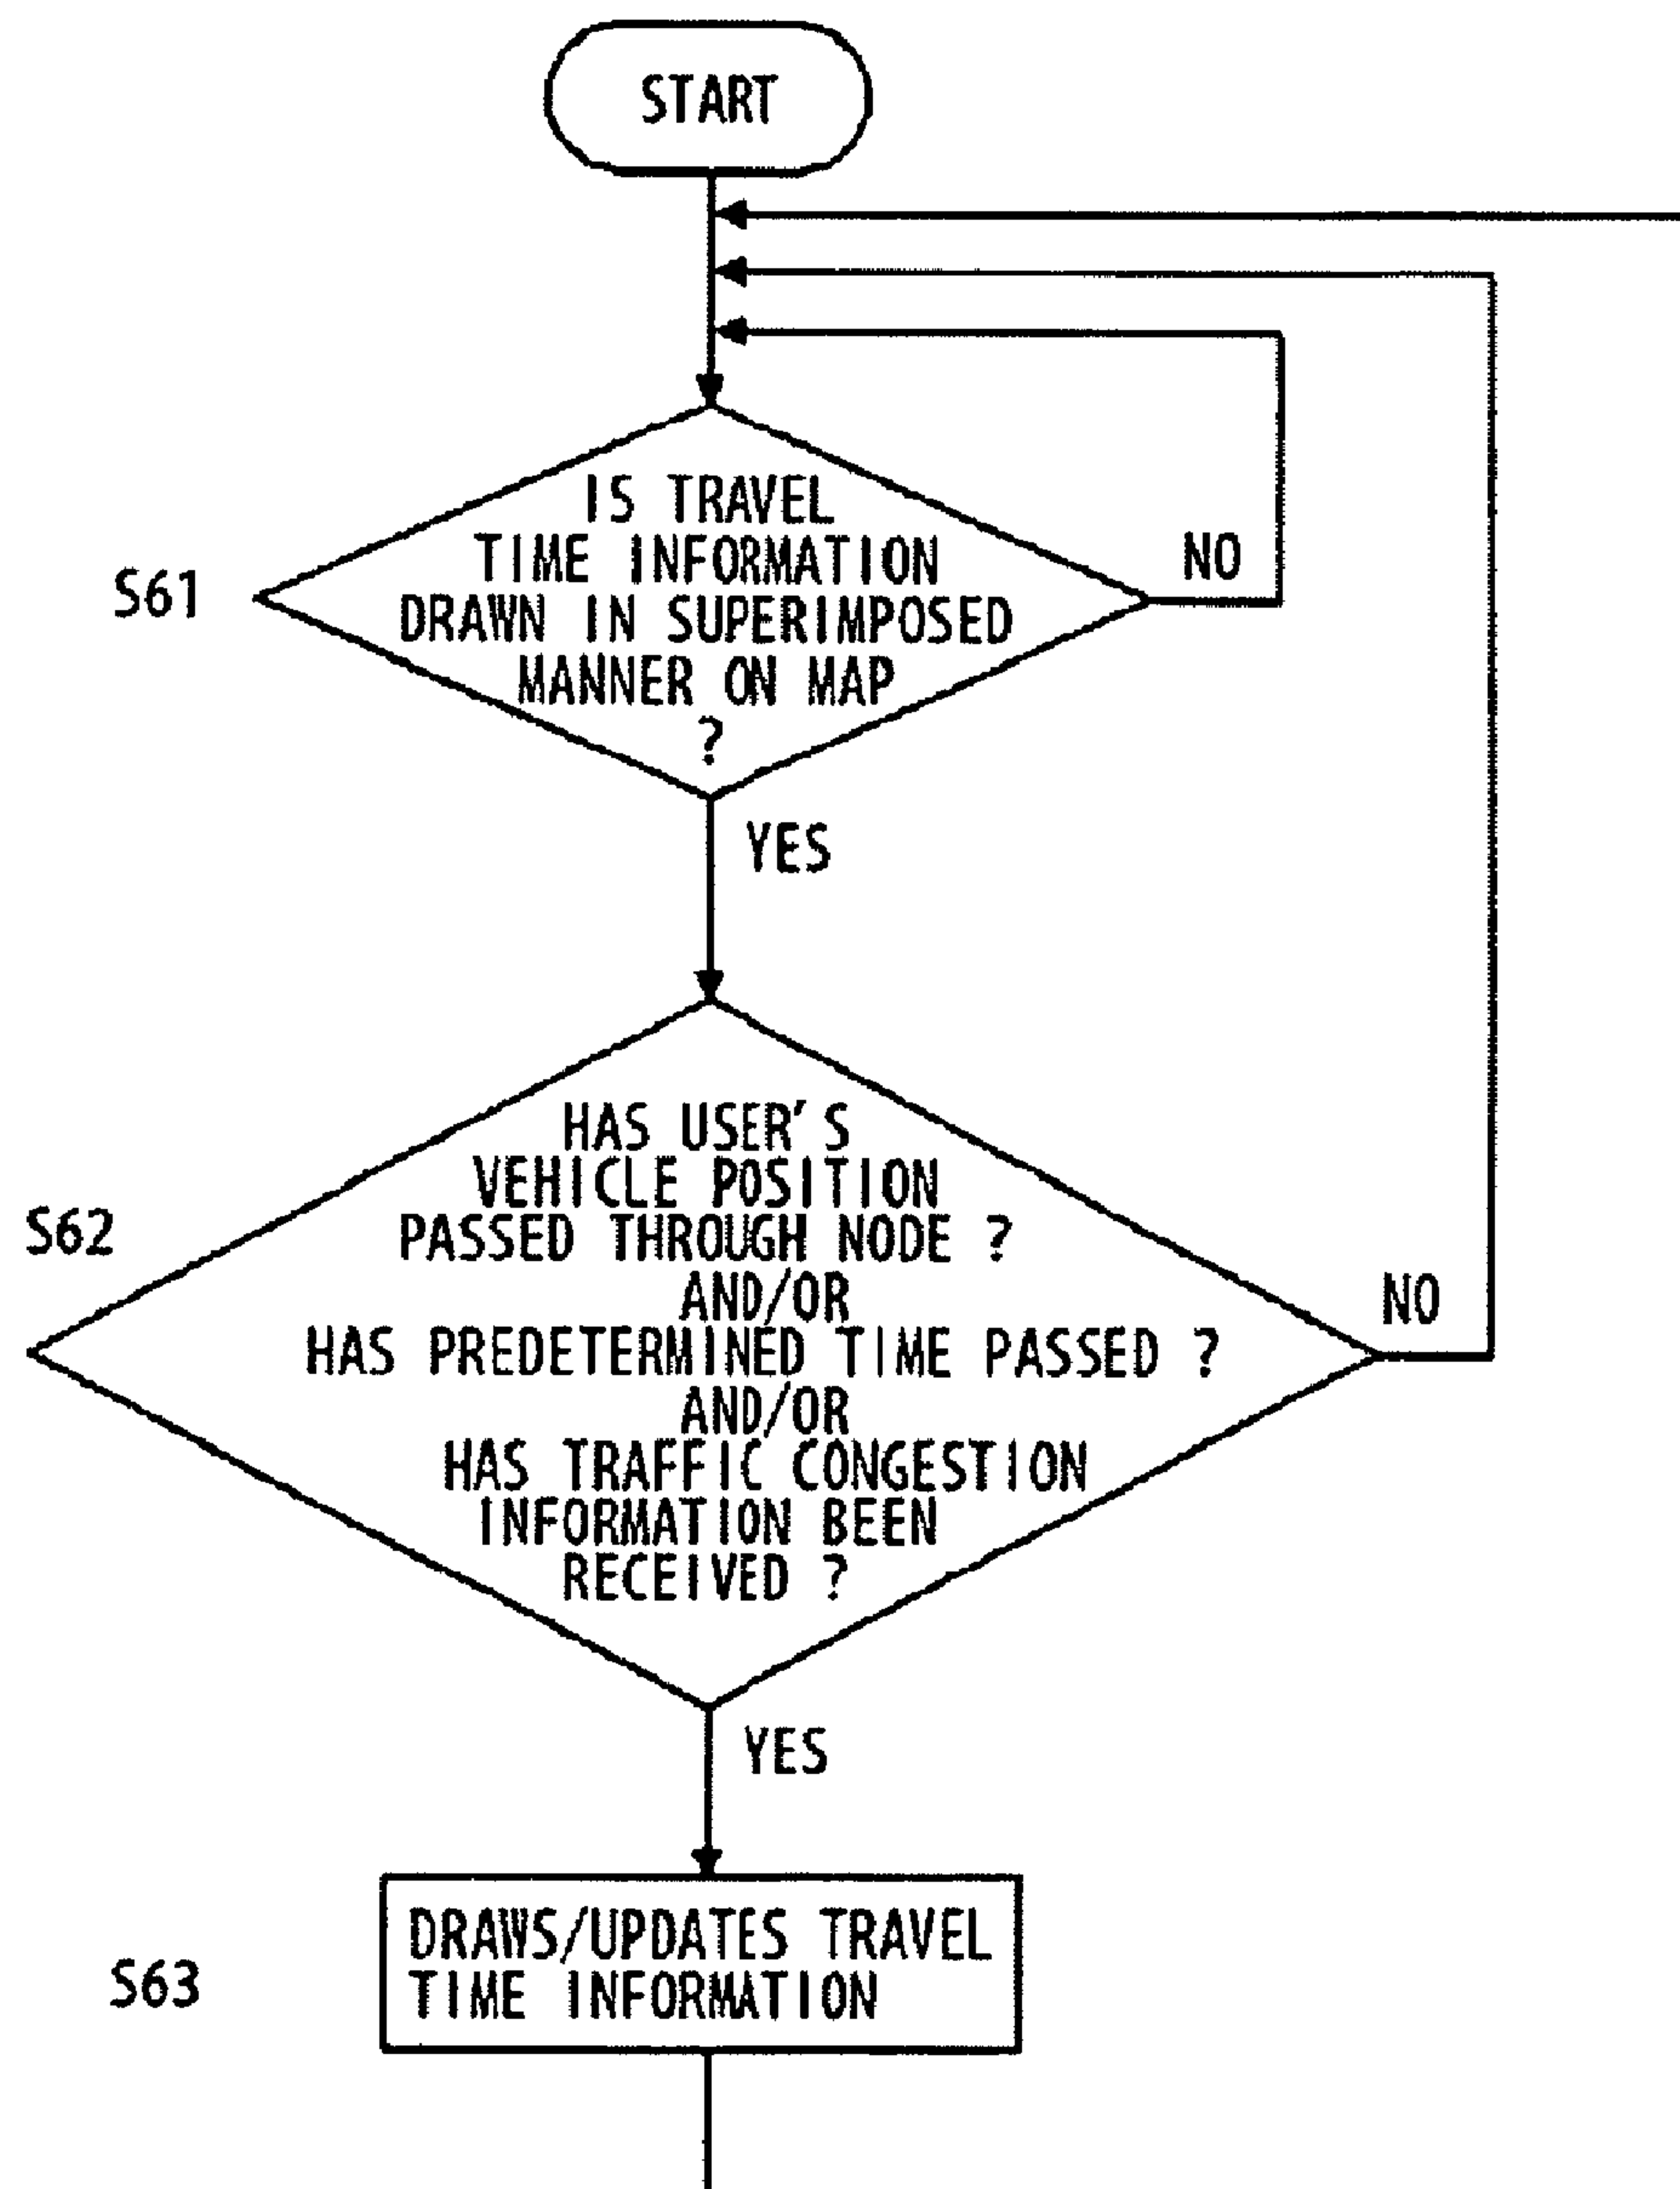 START
IS TRAVEL
TIME INFORMATION
DRAWN IN SUPERIMPOSED
MANNER ON MAP
?
S61
NO
YES
HAS USER'S
VEHICLE POSITION
PASSED THROUGH NODE ?
AND/OR
HAS PREDETERMINED TIME PASSED ?
AND/OR
HAS TRAFFIC CONGESTION
INFORMATION BEEN
RECEIVED ?
S62
NO
YES
DRAWS/UPDATES TRAVEL
TIME INFORMATION
S63